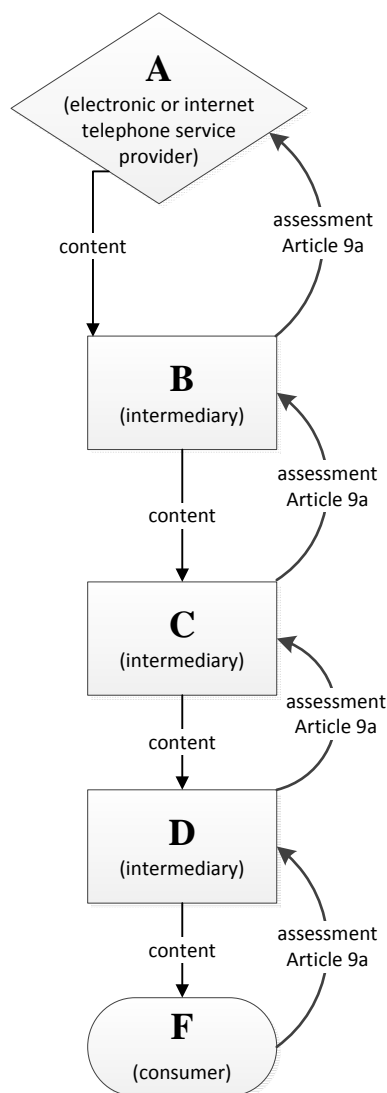 A
(electronic or internet
telephone service
provider)
assessment
Article 9a
content
B
(intermediary)
assessment
Article 9a
content
C
(intermediary)
assessment
Article 9a
content
D
(intermediary)
assessment
Article 9a
content
F
(consumer)